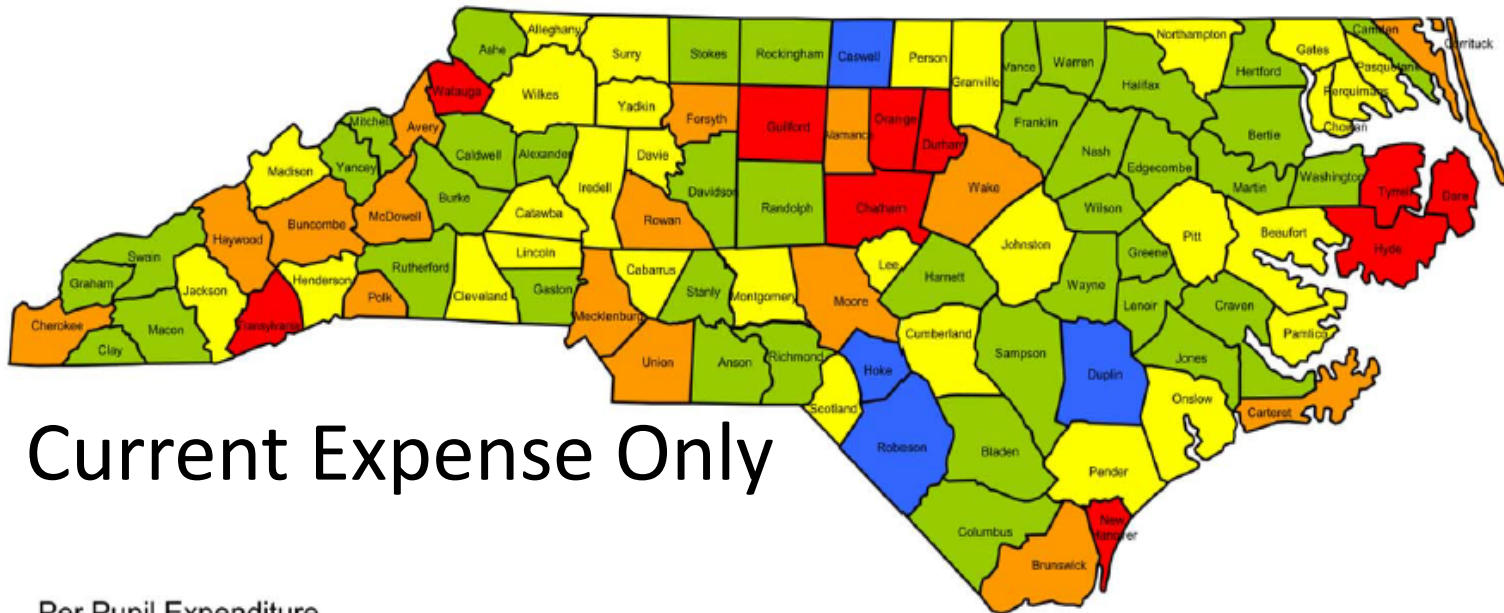 Alleghany
Ashe
Surry
Stokes
Rockingham
Caswell
Person
Granville
Vance
Warren
Northampton
Gates
Camden
Currituck
Pasquotank
Perquimans
Chowan
Hertford
Halifax
Bertie
Watauga
Wilkes
Yadkin
Forsyth
Guilford
Alamance
Orange
Durham
Franklin
Nash
Edgecombe
Martin
Washington
Tyrrell
Dare
Hyde
Mitchell
Avery
Yancey
Madison
Caldwell
Alexander
Iredell
Davie
Davidson
Randolph
Chatham
Wake
Wilson
Pitt
Beaufort
Burke
McDowell
Buncombe
Haywood
Catawba
Rowan
Johnston
Greene
Swain
Graham
Jackson
Henderson
Rutherford
Lincoln
Cleveland
Gaston
Cabarrus
Stanly
Montgomery
Lee
Harnett
Wayne
Lenoir
Craven
Pamlico
Cherokee
Macon
Clay
Transylvania
Polk
Mecklenburg
Union
Anson
Richmond
Moore
Cumberland
Sampson
Duplin
Jones
Hoke
Scotland
Robeson
Bladen
Onslow
Carteret
Pender
Columbus
New
Hanover
Brunswick
Current Expense Only
Per Pupil Expenditure